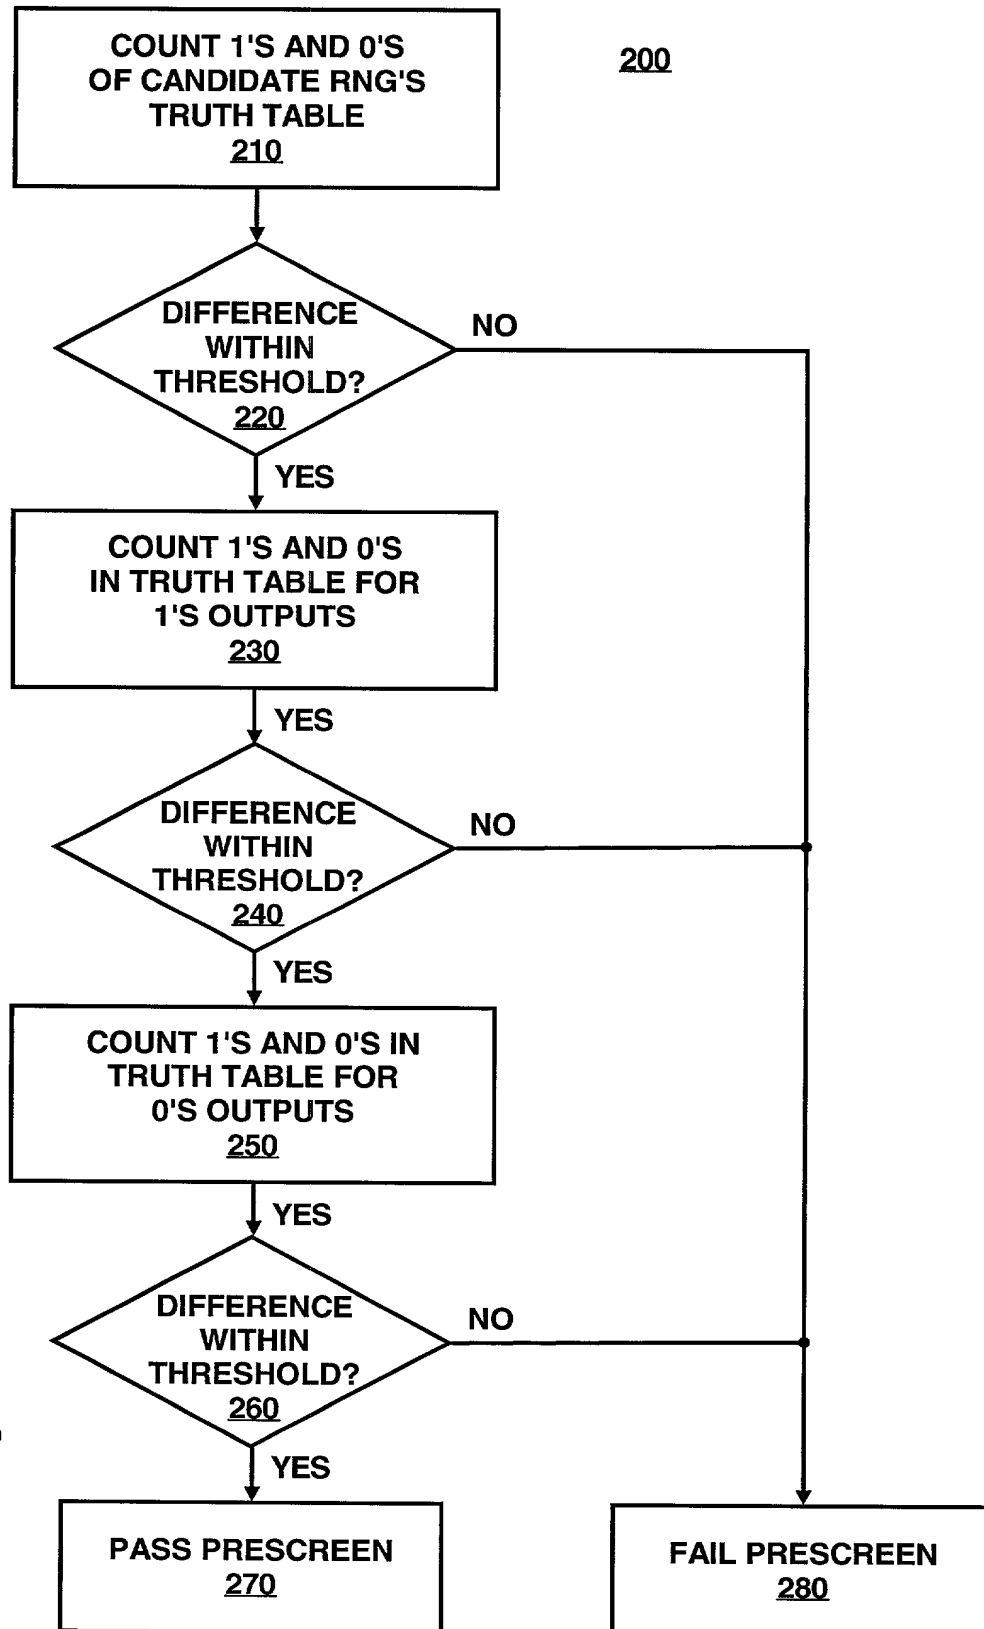 COUNT 1'S AND 0'S
OF CANDIDATE RNG'S
TRUTH TABLE
210
200
DIFFERENCE
WITHIN
THRESHOLD?
220
NO
YES
COUNT 1'S AND 0'S
IN TRUTH TABLE FOR
1'S OUTPUTS
230
YES
DIFFERENCE
WITHIN
THRESHOLD?
240
NO
YES
COUNT 1'S AND 0'S IN
TRUTH TABLE FOR
0'S OUTPUTS
250
YES
DIFFERENCE
WITHIN
THRESHOLD?
260
NO
YES
PASS PRESCREEN
270
FAIL PRESCREEN
280